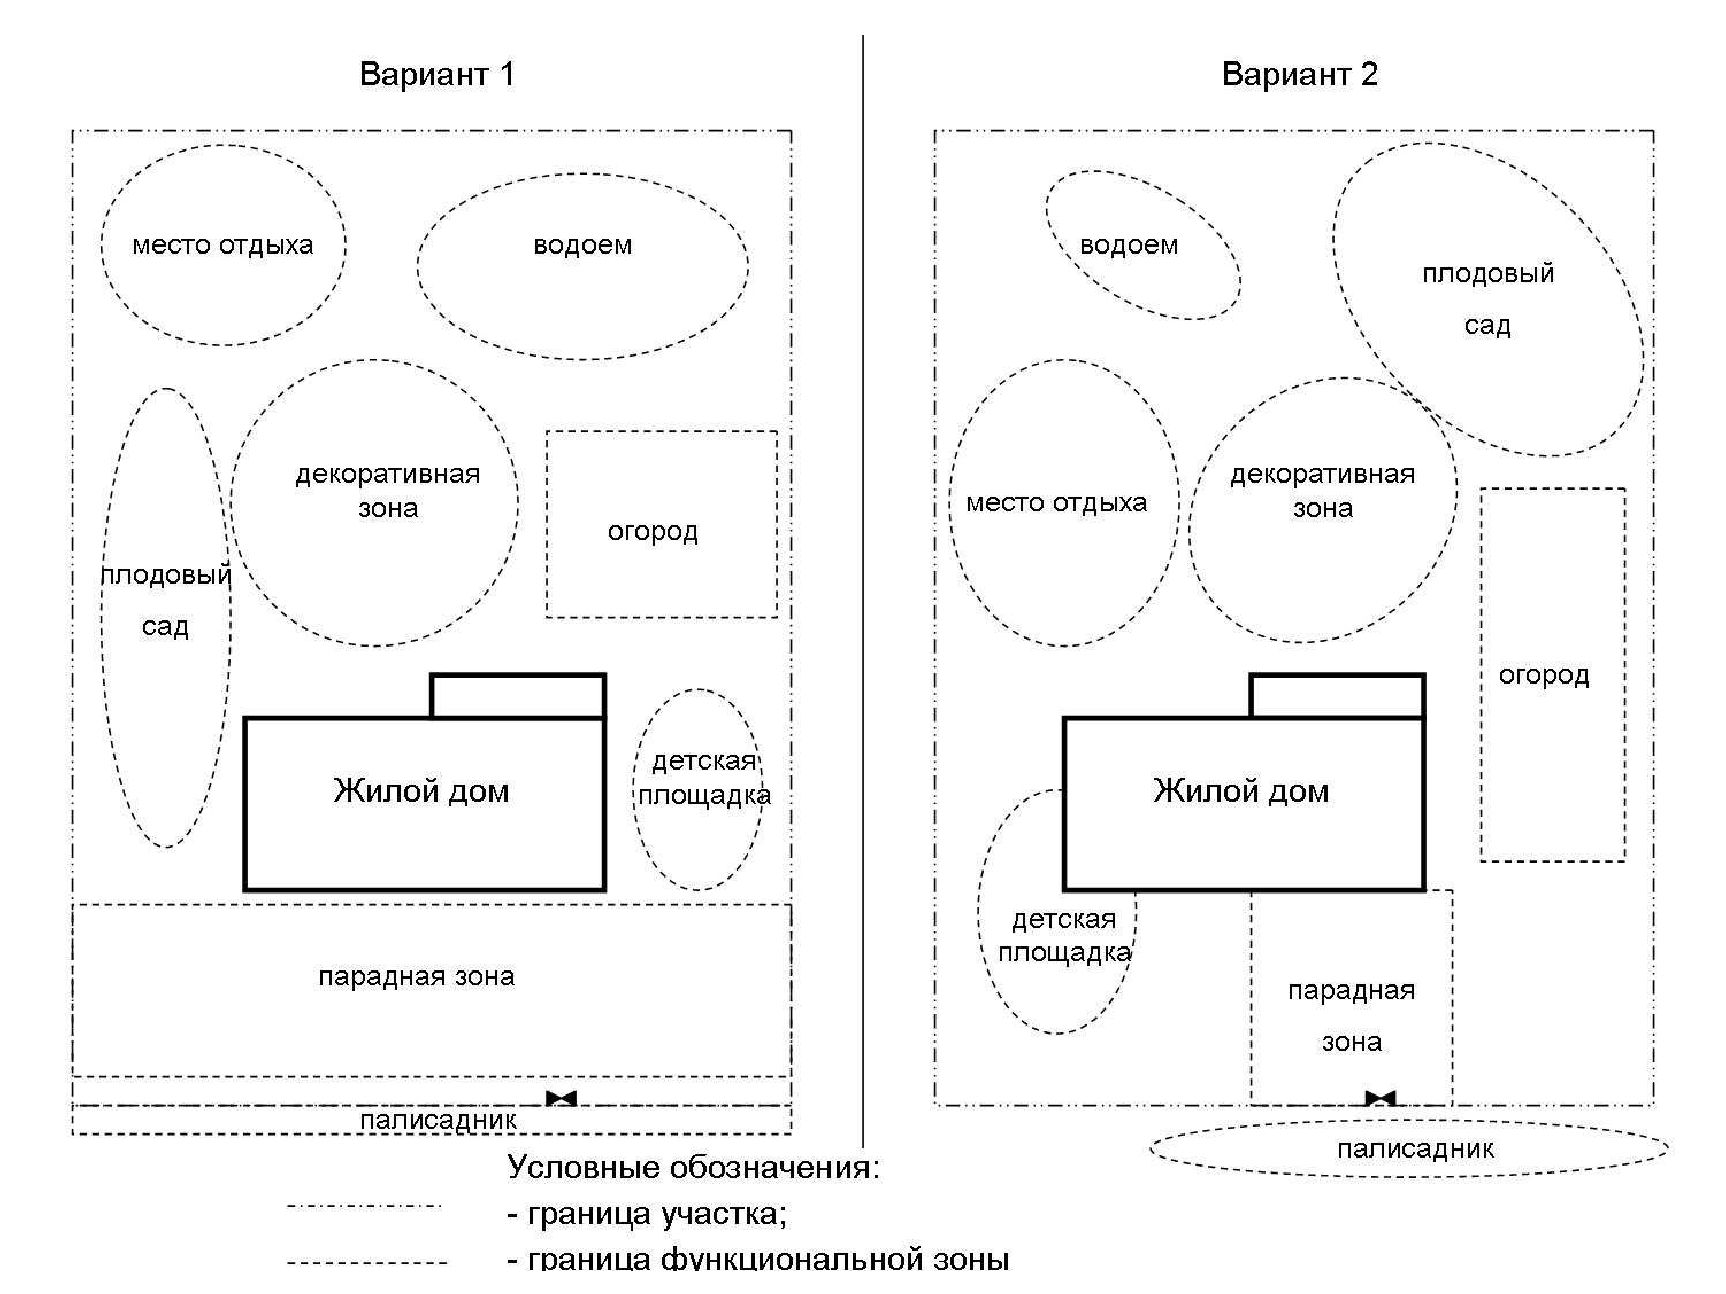 Вариант 1
место отдыха
водоем
декоративная
зона
огород
плодовый
сад
Жилой дом
детская
площадка
парадная зона
палисадник
Вариант 2
водоем
плодовый
сад
место отдыха
декоративная
зона
огород
Жилой дом
детская
площадка
парадная
зона
палисадник
Условные обозначения:
- граница участка;
- граница функциональной зоны